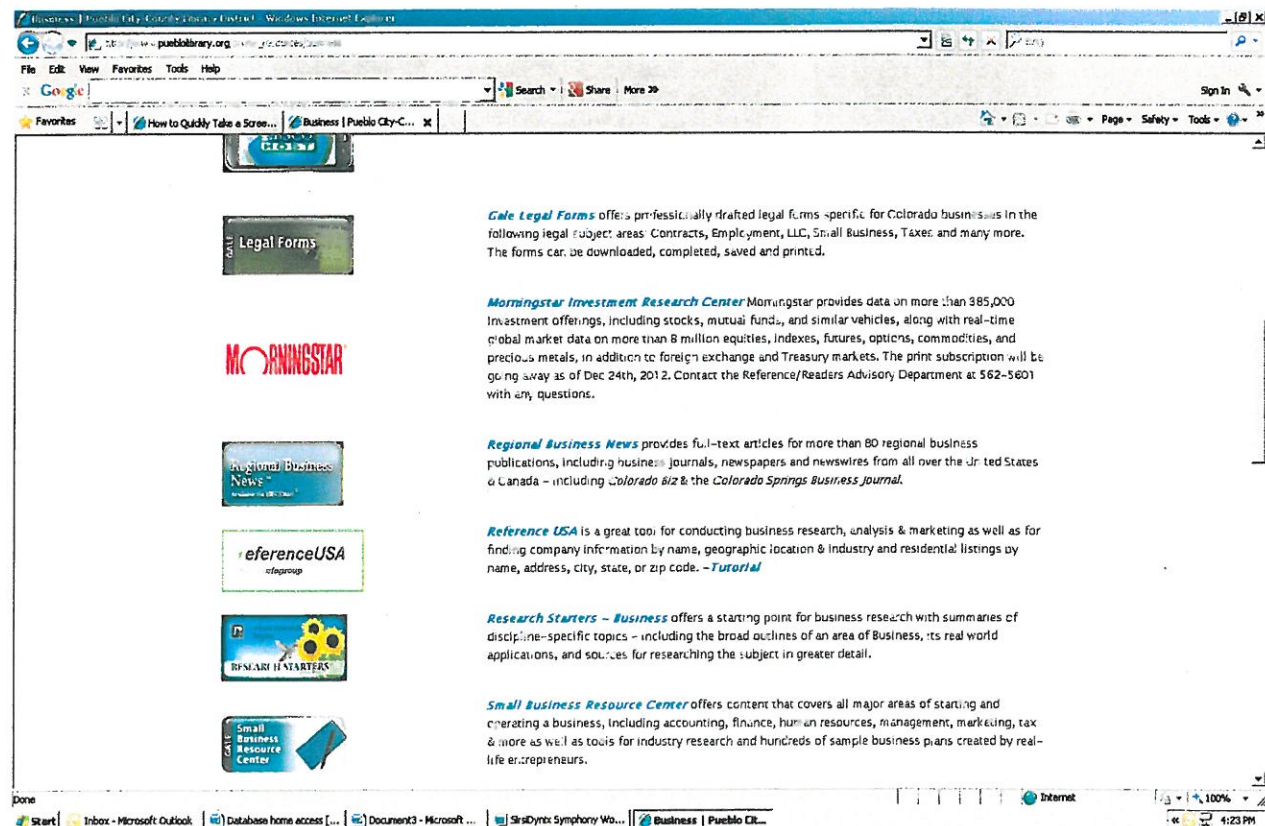 Business | Pueblo City-County Library District - Windows Internet Explorer
pueblolibrary.org
File Edit View Favorites Tools Help
Google
Search Share More »
Sign In
Favorites How to Quickly Take a Scree... Business | Pueblo City-C... X
Page Safety Tools
GALE Legal Forms
Gale Legal Forms offers professionally drafted legal forms specific for Colorado businesses in the
following legal subject areas: Contracts, Employment, LLC, Small Business, Taxes and many more.
The forms can be downloaded, completed, saved and printed.
MORNINGSTAR
Morningstar Investment Research Center Morningstar provides data on more than 385,000
investment offerings, including stocks, mutual funds, and similar vehicles, along with real-time
global market data on more than 8 million equities, indexes, futures, options, commodities, and
precious metals, in addition to foreign exchange and Treasury markets. The print subscription will be
going away as of Dec 24th, 2012. Contact the Reference/Readers Advisory Department at 562-5601
with any questions.
Regional Business
News
Regional Business News provides full-text articles for more than 80 regional business
publications, including business journals, newspapers and newswires from all over the United States
& Canada - including Colorado Biz & the Colorado Springs Business Journal.
referenceUSA
infogroup
Reference USA is a great tool for conducting business research, analysis & marketing as well as for
finding company information by name, geographic location & industry and residential listings by
name, address, city, state, or zip code. - Tutorial
RESEARCH STARTERS
Research Starters - Business offers a starting point for business research with summaries of
discipline-specific topics - including the broad outlines of an area of Business, its real world
applications, and sources for researching the subject in greater detail.
GALE Small
Business
Resource
Center
Small Business Resource Center offers content that covers all major areas of starting and
operating a business, including accounting, finance, human resources, management, marketing, tax
& more as well as tools for industry research and hundreds of sample business plans created by real-
life entrepreneurs.
Done Internet 100%
Start Inbox - Microsoft Outlook Database home access [... Document3 - Microsoft ... SirsiDynix Symphony Wo... Business | Pueblo Cit... 4:23 PM